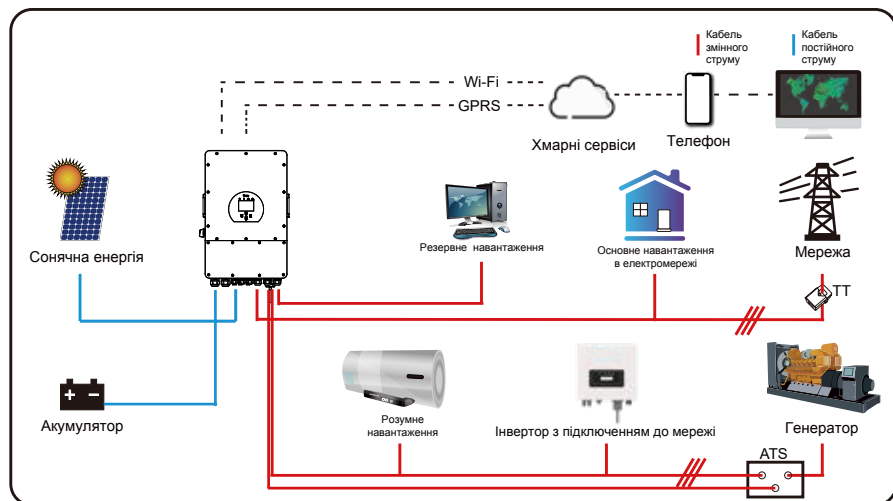 Кабель
змінного
струму
Кабель
постійного
струму
Wi-Fi
GPRS
Хмарні сервіси
Телефон
Сонячна енергія
Резервне навантаження
Основне навантаження
в електромережі
Мережа
ТТ
Акумулятор
Розумне
навантаження
Інвертор з підключенням до мережі
Генератор
ATS